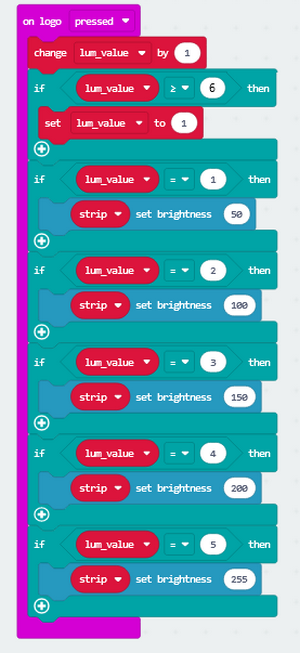 on logo pressed
change lum_value by 1
if lum_value ≥ 6 then
set lum_value to 1
if lum_value = 1 then
strip set brightness 50
if lum_value = 2 then
strip set brightness 100
if lum_value = 3 then
strip set brightness 150
if lum_value = 4 then
strip set brightness 200
if lum_value = 5 then
strip set brightness 255